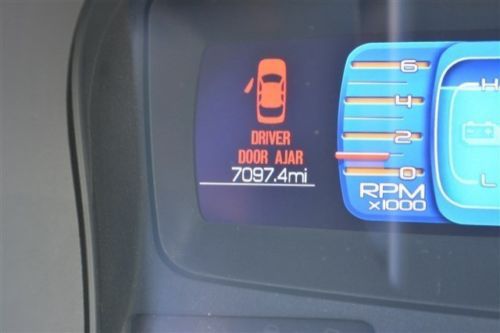 DRIVER
DOOR AJAR
7097.4mi
6
4
2
0
RPM
x1000
H
L